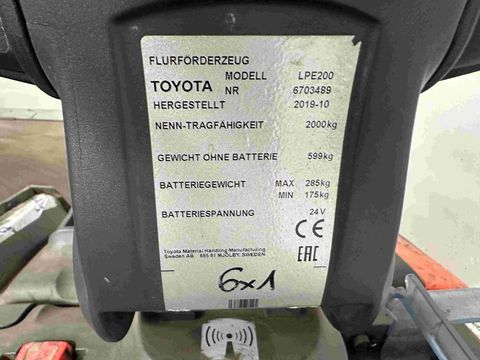 FLURFÖRDERZEUG
MODELL LPE200
TOYOTA NR 6703489
HERGESTELLT 2019-10
NENN-TRAGFÄHIGKEIT 2000kg
GEWICHT OHNE BATTERIE 599kg
BATTERIEGEWICHT MAX 285kg
MIN 175kg
BATTERIESPANNUNG 24V
CE
Toyota Material Handling Manufacturing
Sweden AB 595 81 MJÖLBY, SWEDEN
EAC
6x1